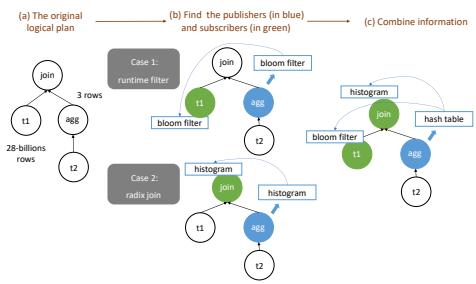 (a) The original
logical plan
(b) Find the publishers (in blue)
and subscribers (in green)
(c) Combine information
join
3 rows
t1
agg
28-billions
rows
t2
Case 1:
runtime filter
join
bloom filter
t1
agg
bloom filter
t2
Case 2:
radix join
histogram
join
histogram
t1
agg
t2
histogram
join
hash table
bloom filter
t1
agg
t2